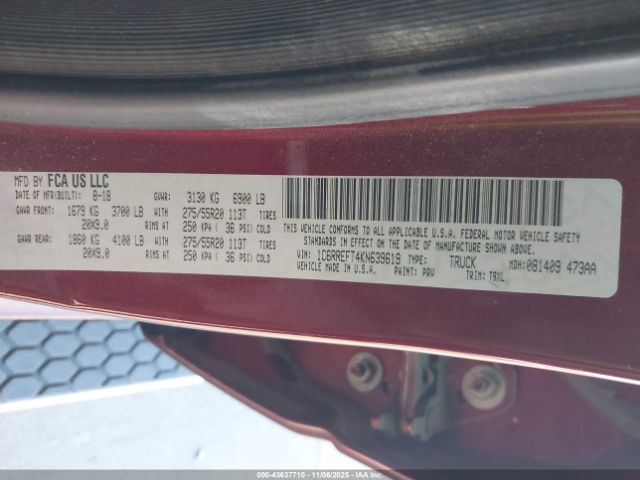 MFD BY FCA US LLC
DATE OF MFR(BUILT): 8-18 GVWR: 3130 KG 6900 LB
GAWR FRONT: 1679 KG 3700 LB WITH 275/55R20 113T TIRES
20X9.0 RIMS AT 250 KPA ( 36 PSI) COLD
GAWR REAR: 1860 KG 4100 LB WITH 275/55R20 113T TIRES
20X9.0 RIMS AT 250 KPA ( 36 PSI) COLD
THIS VEHICLE CONFORMS TO ALL APPLICABLE U.S.A. FEDERAL MOTOR VEHICLE SAFETY
STANDARDS IN EFFECT ON THE DATE OF MANUFACTURE SHOWN ABOVE.
VIN: 1C6RREFT4KN639619 TYPE: TRUCK MDH: 081409 473AA
VEHICLE MADE IN U.S.A. PAINT: PRV TRIM: T9XL
000-43637710 - 11/06/2025 - IAAI.COM